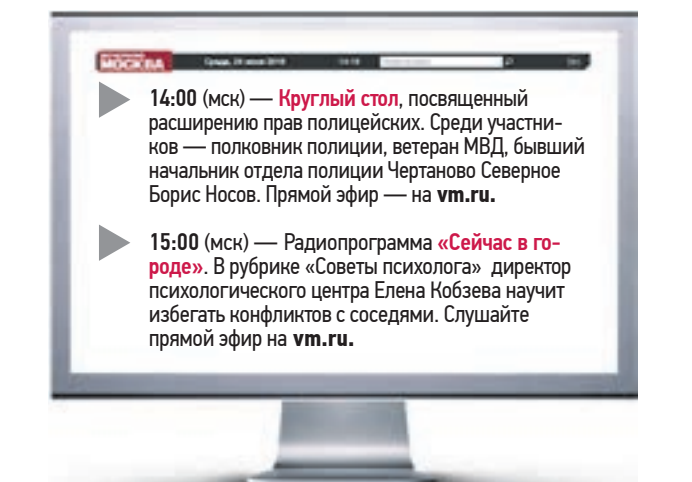 МОСКВА
14:00 (мск) — Круглый стол, посвященный
расширению прав полицейских. Среди участни-
ков — полковник полиции, ветеран МВД, бывший
начальник отдела полиции Чертаново Северное
Борис Носов. Прямой эфир — на vm.ru.
15:00 (мск) — Радиопрограмма «Сейчас в го-
роде». В рубрике «Советы психолога» директор
психологического центра Елена Кобзева научит
избегать конфликтов с соседями. Слушайте
прямой эфир на vm.ru.